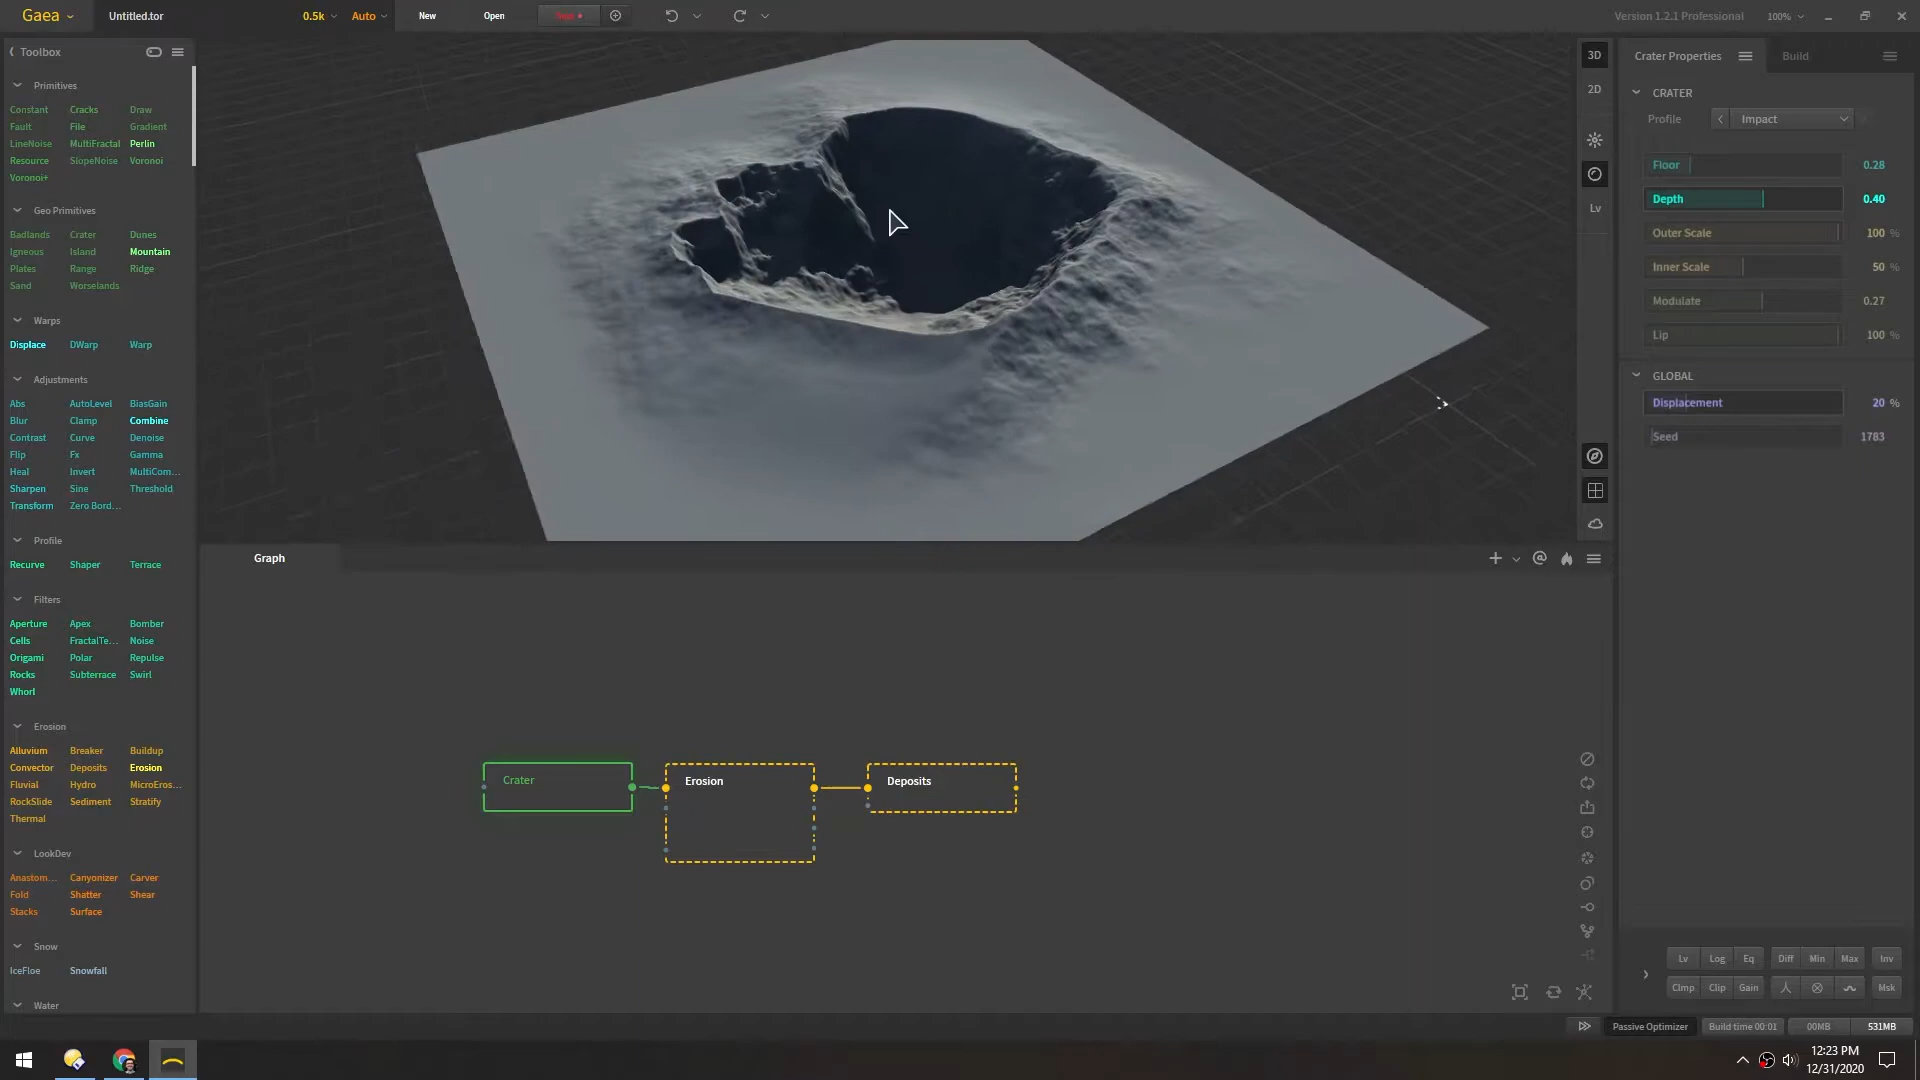 Gaea
Untitled.tor
0.5k
Auto
New
Open
Version 1.2.1 Professional
100%
Toolbox
Primitives
Constant Cracks Draw
Fault File Gradient
LineNoise MultiFractal Perlin
Resource SlopeNoise Voronoi
Voronoi+
Geo Primitives
Badlands Crater Dunes
Igneous Island Mountain
Plates Range Ridge
Sand Worselands
Warps
Displace DWarp Warp
Adjustments
Abs AutoLevel BiasGain
Blur Clamp Combine
Contrast Curve Denoise
Flip Fx Gamma
Heal Invert MultiCom...
Sharpen Sine Threshold
Transform Zero Bord...
Profile
Recurve Shaper Terrace
Filters
Aperture Apex Bomber
Cells FractalTe... Noise
Origami Polar Repulse
Rocks Subterrace Swirl
Whorl
Erosion
Alluvium Breaker Buildup
Convector Deposits Erosion
Fluvial Hydro MicroEros...
RockSlide Sediment Stratify
Thermal
LookDev
Anastom... Canyonizer Carver
Fold Shatter Shear
Stacks Surface
Snow
IceFloe Snowfall
Water
3D
2D
Lv
Graph
Crater
Erosion
Deposits
Crater Properties
Build
CRATER
Profile Impact
Floor 0.28
Depth 0.40
Outer Scale 100 %
Inner Scale 50 %
Modulate 0.27
Lip 100 %
GLOBAL
Displacement 20 %
Seed 1783
Lv Log Eq Diff Min Max Inv
Clmp Clip Gain Msk
Passive Optimizer Build time 00:01 00MB 531MB
12:23 PM
12/31/2020